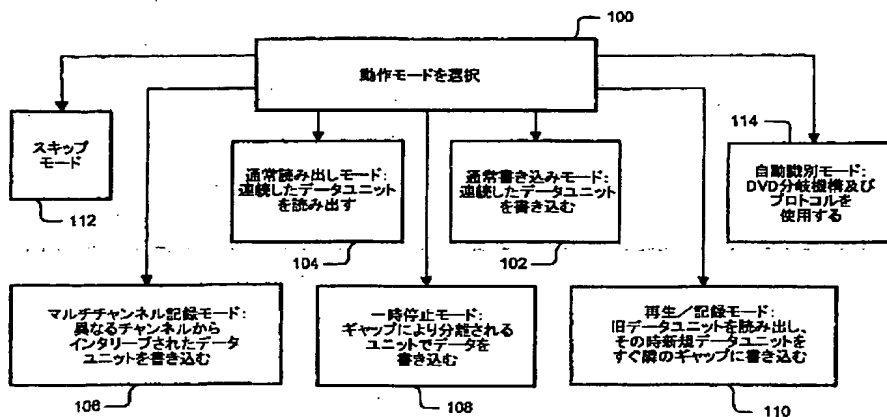 100
動作モードを選択
スキップ
モード
112
通常読み出しモード:
連続したデータユニット
を読み出す
104
通常書き込みモード:
連続したデータユニット
を書き込む
102
114
自動識別モード:
DVD分岐機構及び
プロトコルを
使用する
マルチチャンネル記録モード:
異なるチャンネルから
インタリーブされたデータ
ユニットを書き込む
106
一時停止モード:
ギャップにより分離される
ユニットでデータを
書き込む
108
再生/記録モード:
旧データユニットを読み出し、
その時新規データユニットを
すぐ隣のギャップに書き込む
110